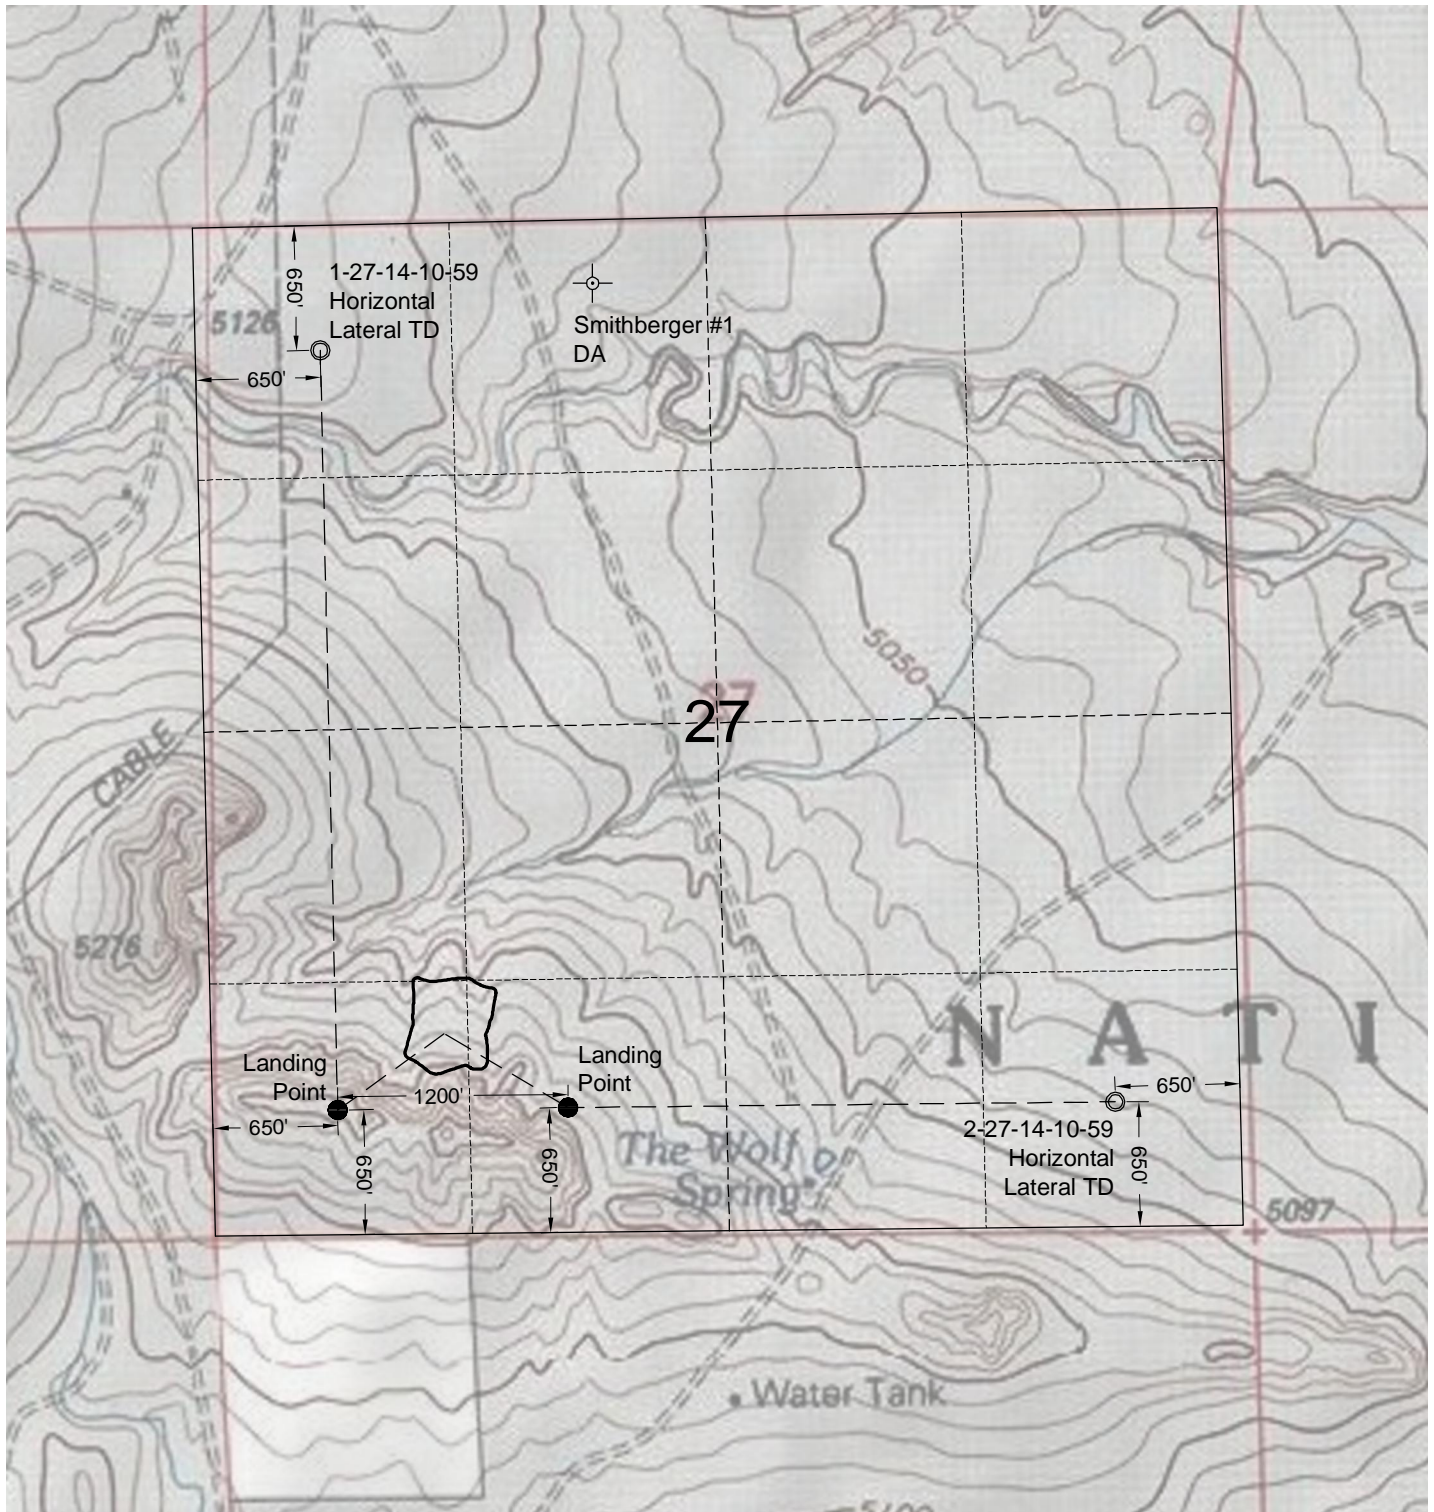 1-27-14-10-59
Horizontal
Lateral TD
650'
5126
650'
Smithberger #1
DA
5050
27
27
CABLE
5276
N A T I
Landing
Point
Landing
Point
1200'
650'
650'
650'
650'
650'
2-27-14-10-59
Horizontal
Lateral TD
The Wolf
Spring
5097
Water Tank